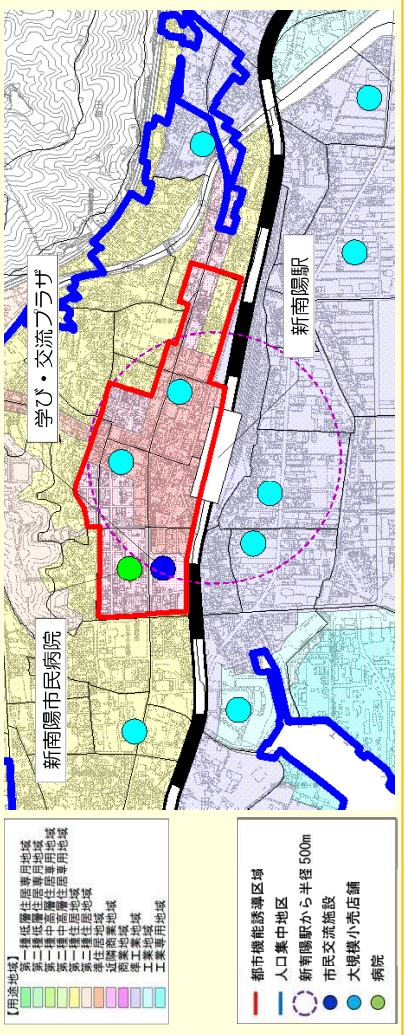 新南陽市民病院
学び・交流プラザ
新南陽駅
【用途地域】
第一種低層住居専用地域
第二種低層住居専用地域
第一種中高層住居専用地域
第二種中高層住居専用地域
第一種住居地域
第二種住居地域
準住居地域
近隣商業地域
商業地域
準工業地域
工業地域
工業専用地域
都市機能誘導区域
人口集中地区
新南陽駅から半径500m
市民交流施設
大規模小売店舗
病院